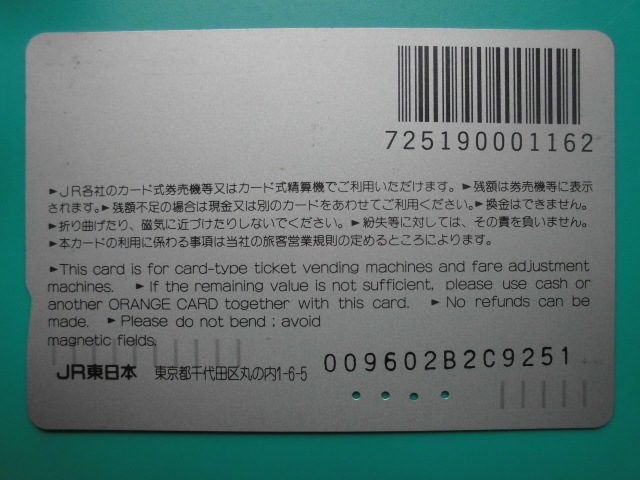 725190001162
►JR各社のカード式券売機等又はカード式精算機でご利用いただけます。►残額は券売機等に表示
されます。►残額不足の場合は現金又は別のカードをあわせてご利用ください。►換金はできません。
►折り曲げたり、磁気に近づけたりしないでください。►紛失等に対しては、その責を負いません。
►本カードの利用に係わる事項は当社の旅客営業規則の定めるところによります。
►This card is for card-type ticket vending machines and fare adjustment
machines. ►If the remaining value is not sufficient, please use cash or
another ORANGE CARD together with this card. ►No refunds can be
made. ►Please do not bend; avoid
magnetic fields.
009602B2C9251
JR東日本 東京都千代田区丸の内1-6-5